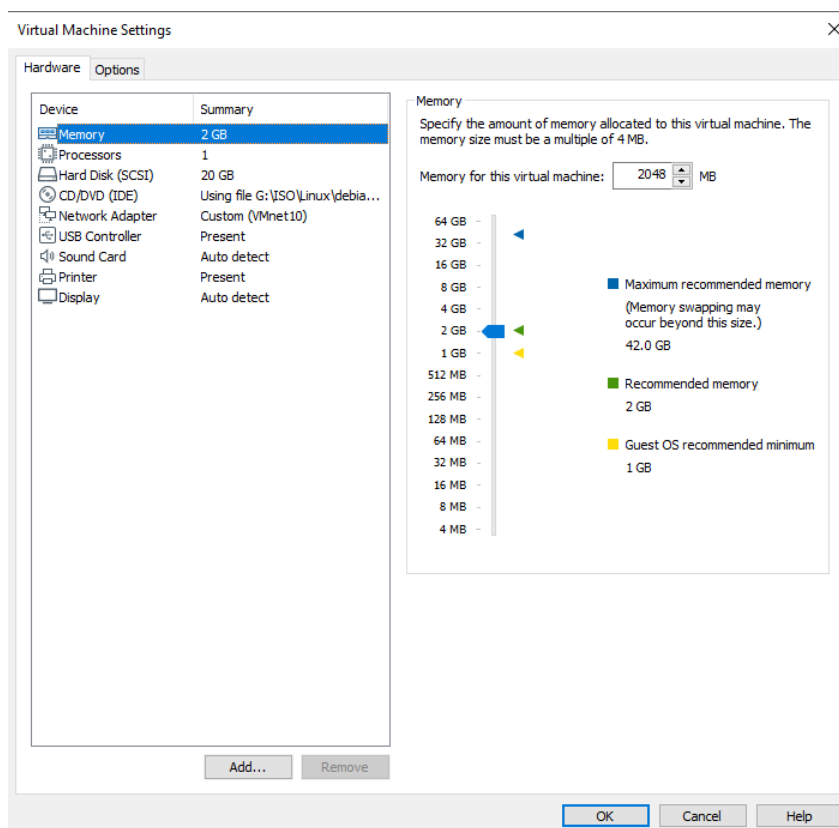 Virtual Machine Settings
Hardware Options
Device Summary
Memory 2 GB
Processors 1
Hard Disk (SCSI) 20 GB
CD/DVD (IDE) Using file G:\ISO\Linux\debia...
Network Adapter Custom (VMnet10)
USB Controller Present
Sound Card Auto detect
Printer Present
Display Auto detect
Add... Remove
Memory
Specify the amount of memory allocated to this virtual machine. The
memory size must be a multiple of 4 MB.
Memory for this virtual machine: 2048 MB
64 GB
32 GB
16 GB
8 GB
4 GB
2 GB
1 GB
512 MB
256 MB
128 MB
64 MB
32 MB
16 MB
8 MB
4 MB
Maximum recommended memory
(Memory swapping may
occur beyond this size.)
42.0 GB
Recommended memory
2 GB
Guest OS recommended minimum
1 GB
OK Cancel Help